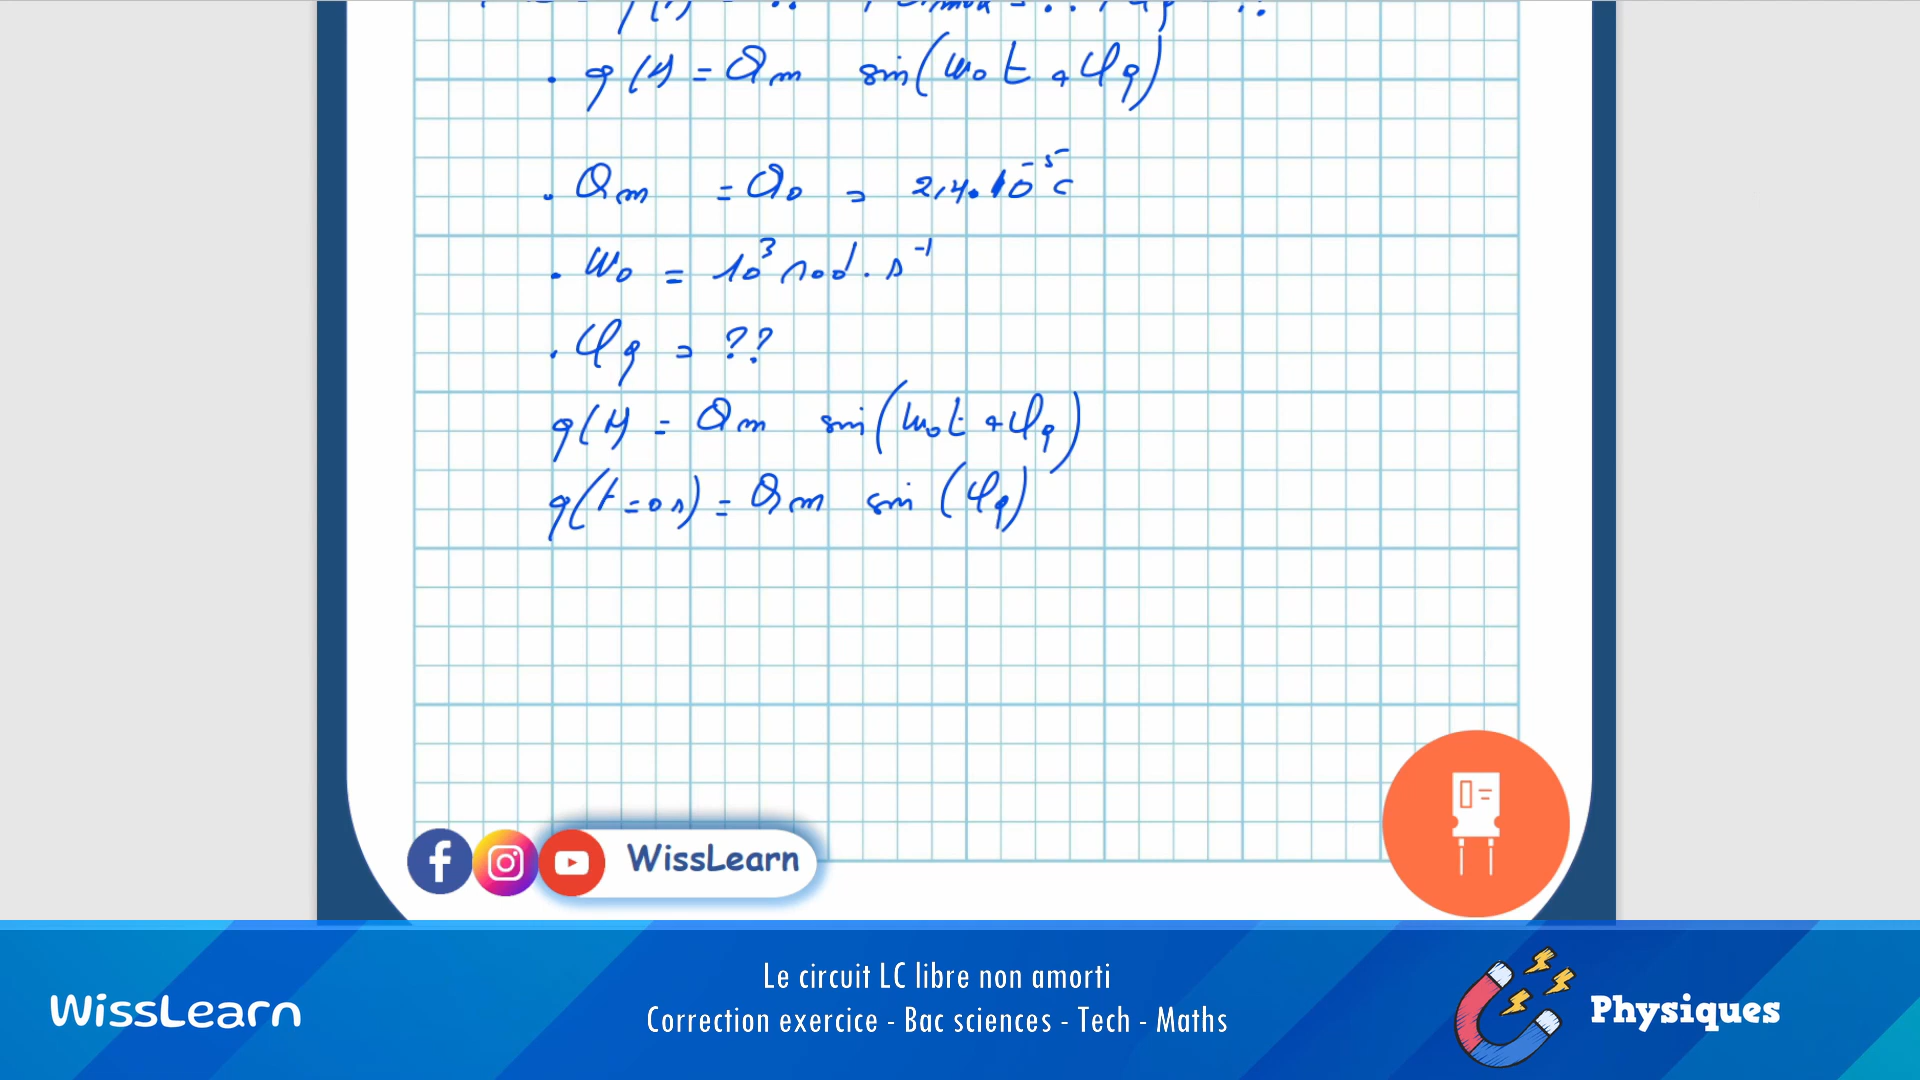 . q(t) = Qm sin(ω₀t + φq)
. Qm = Q₀ = 2,4.10⁻⁵ C
. ω₀ = 10³ rad.s⁻¹
. φq = ??
q(t) = Qm sin(ω₀t + φq)
q(t=0s) = Qm sin(φq)
WissLearn
WissLearn
Le circuit LC libre non amorti
Correction exercice - Bac sciences - Tech - Maths
Physiques